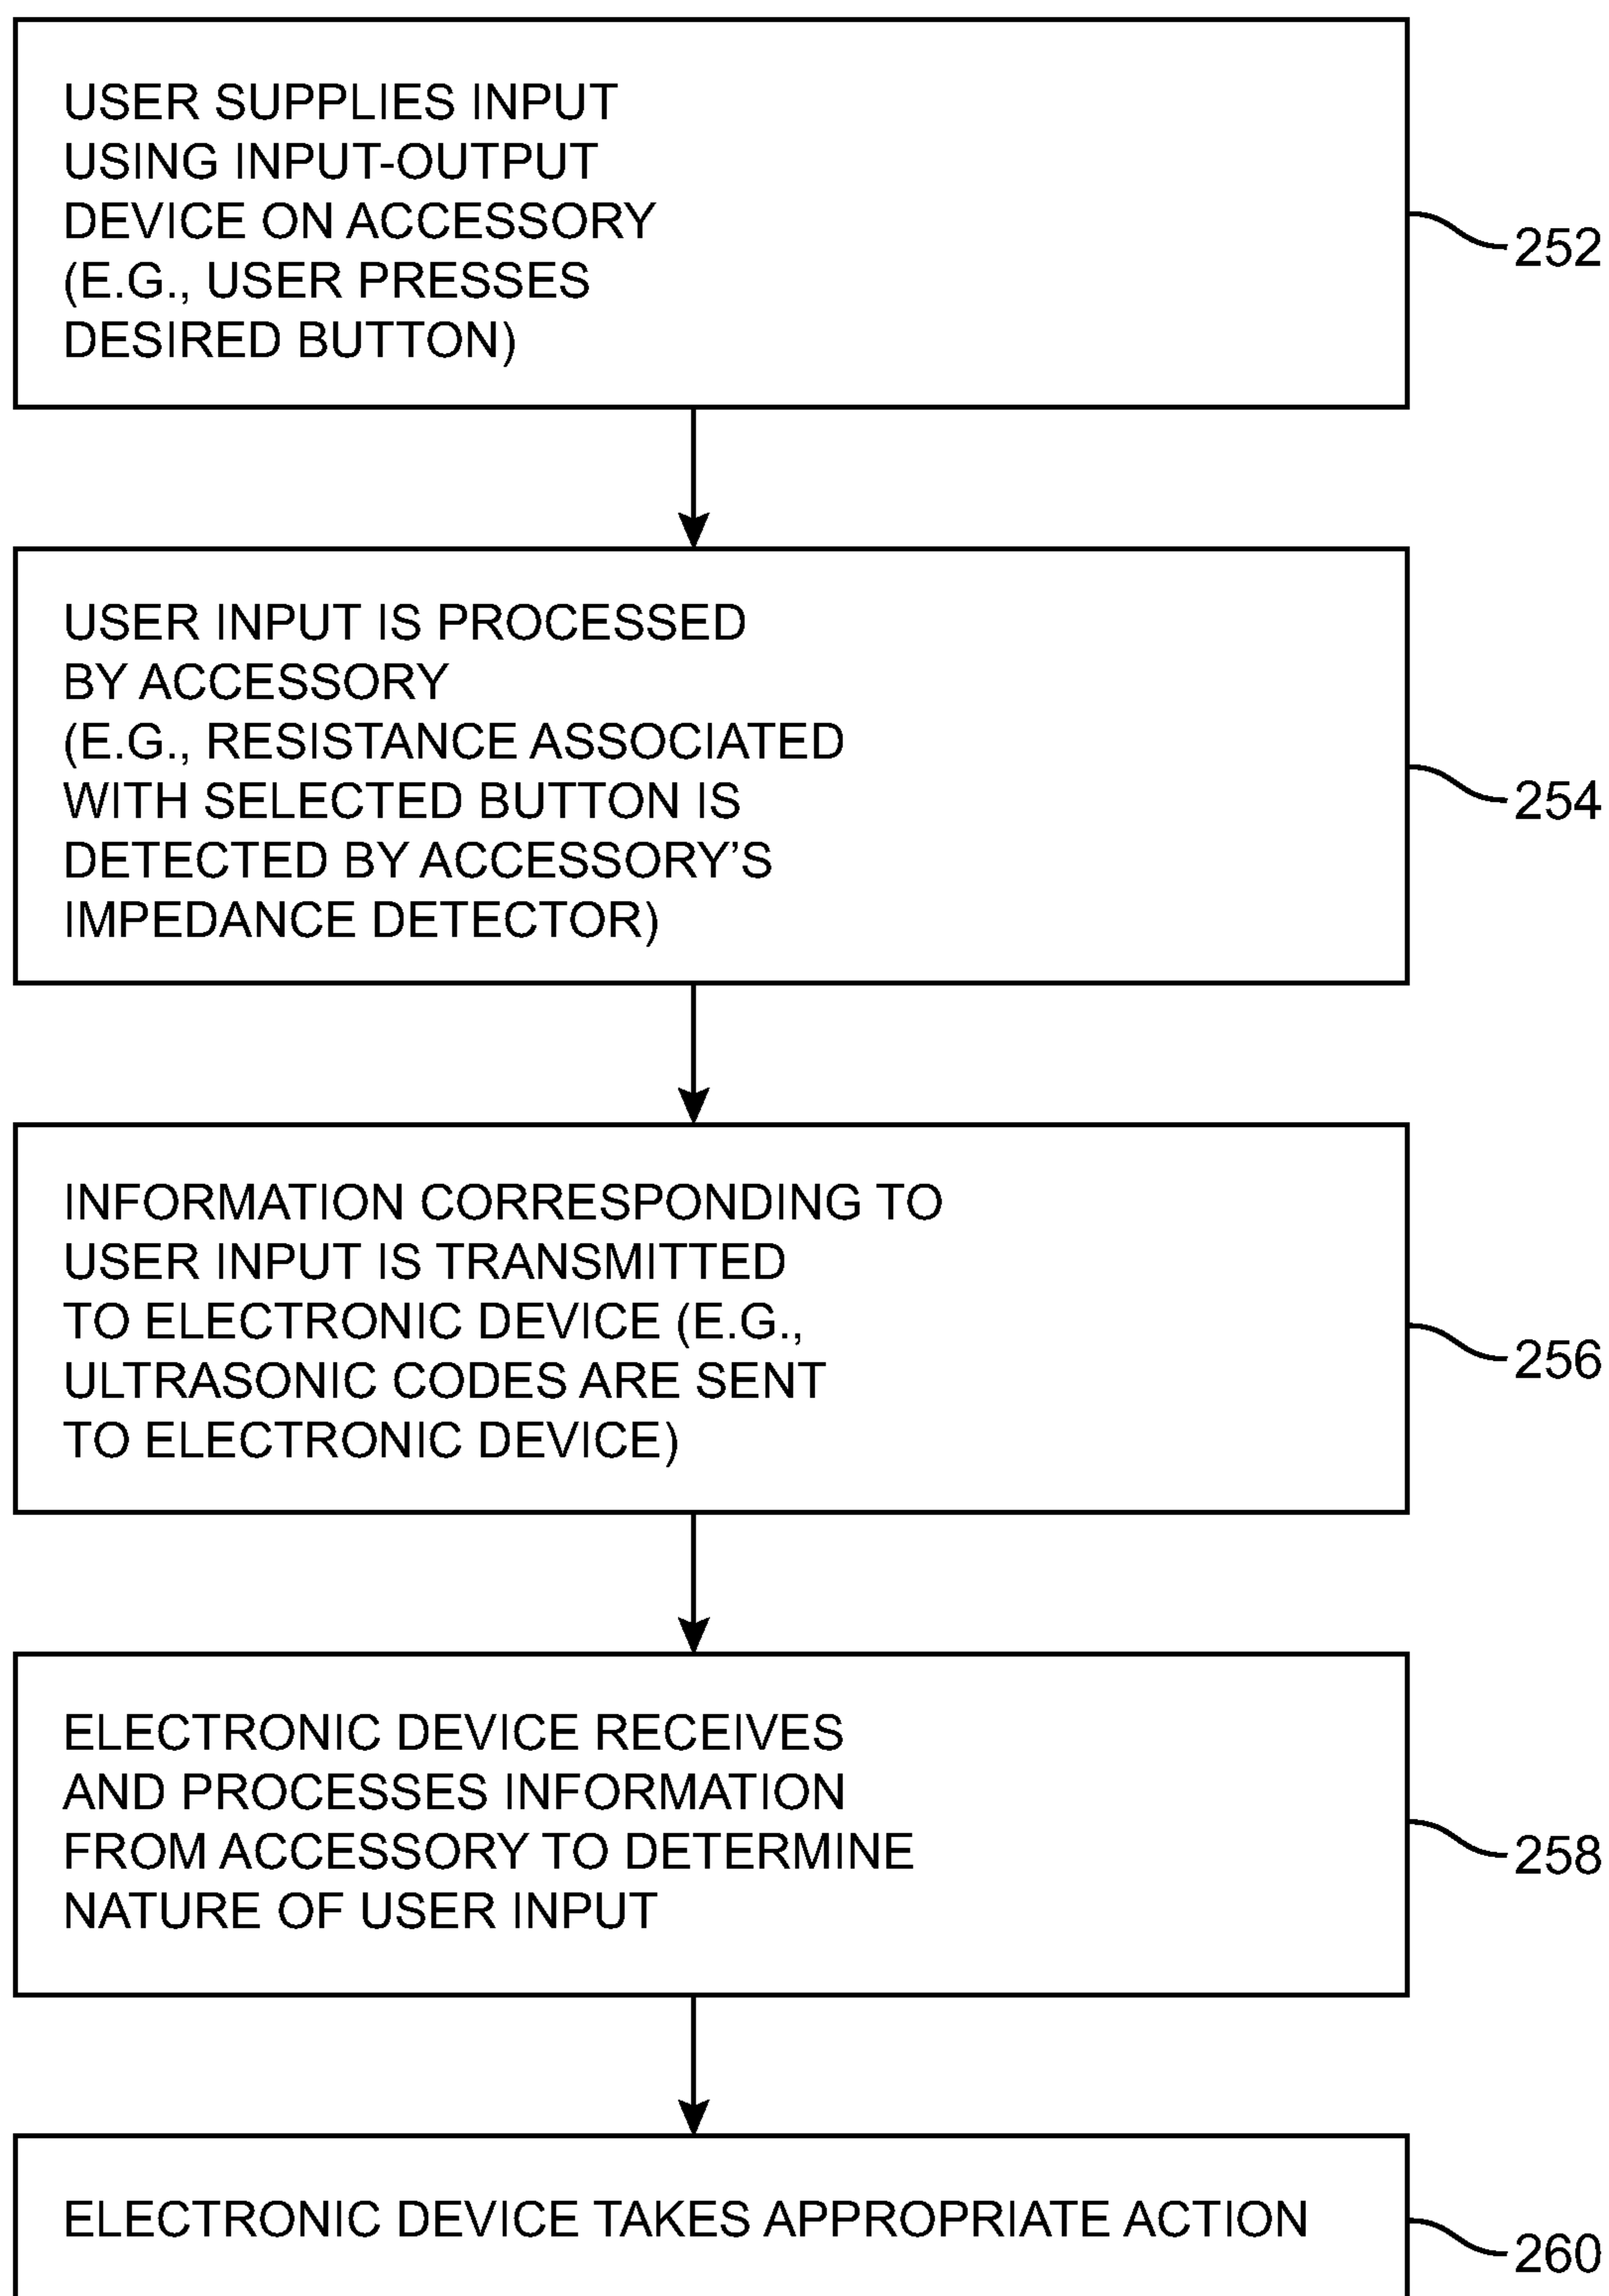 USER SUPPLIES INPUT
USING INPUT-OUTPUT
DEVICE ON ACCESSORY
(E.G., USER PRESSES
DESIRED BUTTON)
252
USER INPUT IS PROCESSED
BY ACCESSORY
(E.G., RESISTANCE ASSOCIATED
WITH SELECTED BUTTON IS
DETECTED BY ACCESSORY’S
IMPEDANCE DETECTOR)
254
INFORMATION CORRESPONDING TO
USER INPUT IS TRANSMITTED
TO ELECTRONIC DEVICE (E.G.,
ULTRASONIC CODES ARE SENT
TO ELECTRONIC DEVICE)
256
ELECTRONIC DEVICE RECEIVES
AND PROCESSES INFORMATION
FROM ACCESSORY TO DETERMINE
NATURE OF USER INPUT
258
ELECTRONIC DEVICE TAKES APPROPRIATE ACTION
260